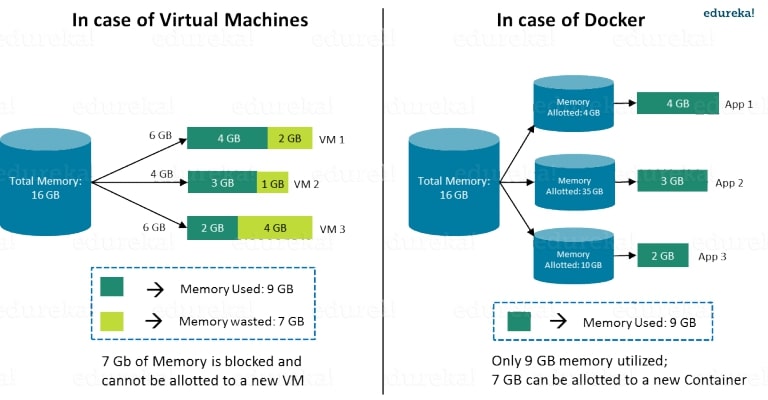 In case of Virtual Machines
In case of Docker
edureka!
Total Memory:
16 GB
6 GB
4 GB
2 GB
VM 1
4 GB
3 GB
1 GB
VM 2
6 GB
2 GB
4 GB
VM 3
Memory Used: 9 GB
Memory wasted: 7 GB
7 Gb of Memory is blocked and
cannot be allotted to a new VM
Total Memory:
16 GB
Memory
Allotted: 4 GB
4 GB
App 1
Memory
Allotted: 35 GB
3 GB
App 2
Memory
Allotted: 10 GB
2 GB
App 3
Memory Used: 9 GB
Only 9 GB memory utilized;
7 GB can be allotted to a new Container